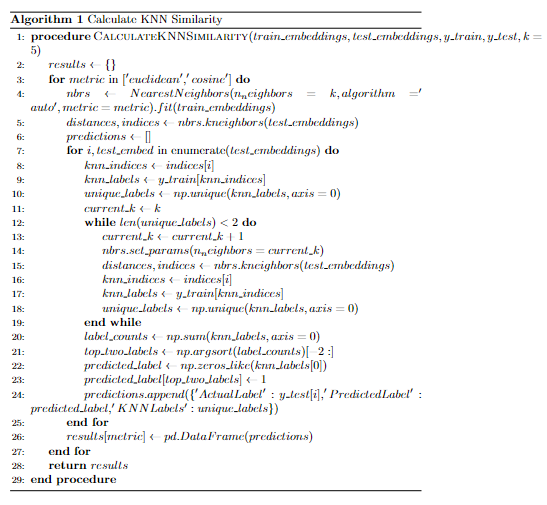 Algorithm 1 Calculate KNN Similarity
1: procedure CALCULATEKNNSIMILARITY(train_embeddings, test_embeddings, y_train, y_test, k =
5)
2: results ← {}
3: for metric in ['euclidean',' cosine'] do
4: nbrs ← NearestNeighbors(n_neighbors = k, algorithm ='
auto', metric = metric).fit(train_embeddings)
5: distances, indices ← nbrs.kneighbors(test_embeddings)
6: predictions ← []
7: for i, test_embed in enumerate(test_embeddings) do
8: knn_indices ← indices[i]
9: knn_labels ← y_train[knn_indices]
10: unique_labels ← np.unique(knn_labels, axis = 0)
11: current_k ← k
12: while len(unique_labels) < 2 do
13: current_k ← current_k + 1
14: nbrs.set_params(n_neighbors = current_k)
15: distances, indices ← nbrs.kneighbors(test_embeddings)
16: knn_indices ← indices[i]
17: knn_labels ← y_train[knn_indices]
18: unique_labels ← np.unique(knn_labels, axis = 0)
19: end while
20: label_counts ← np.sum(knn_labels, axis = 0)
21: top_two_labels ← np.argsort(label_counts)[−2 :]
22: predicted_label ← np.zeros_like(knn_labels[0])
23: predicted_label[top_two_labels] ← 1
24: predictions.append({'ActualLabel' : y_test[i],' PredictedLabel' :
predicted_label,' KNNLabels' : unique_labels})
25: end for
26: results[metric] ← pd.DataFrame(predictions)
27: end for
28: return results
29: end procedure